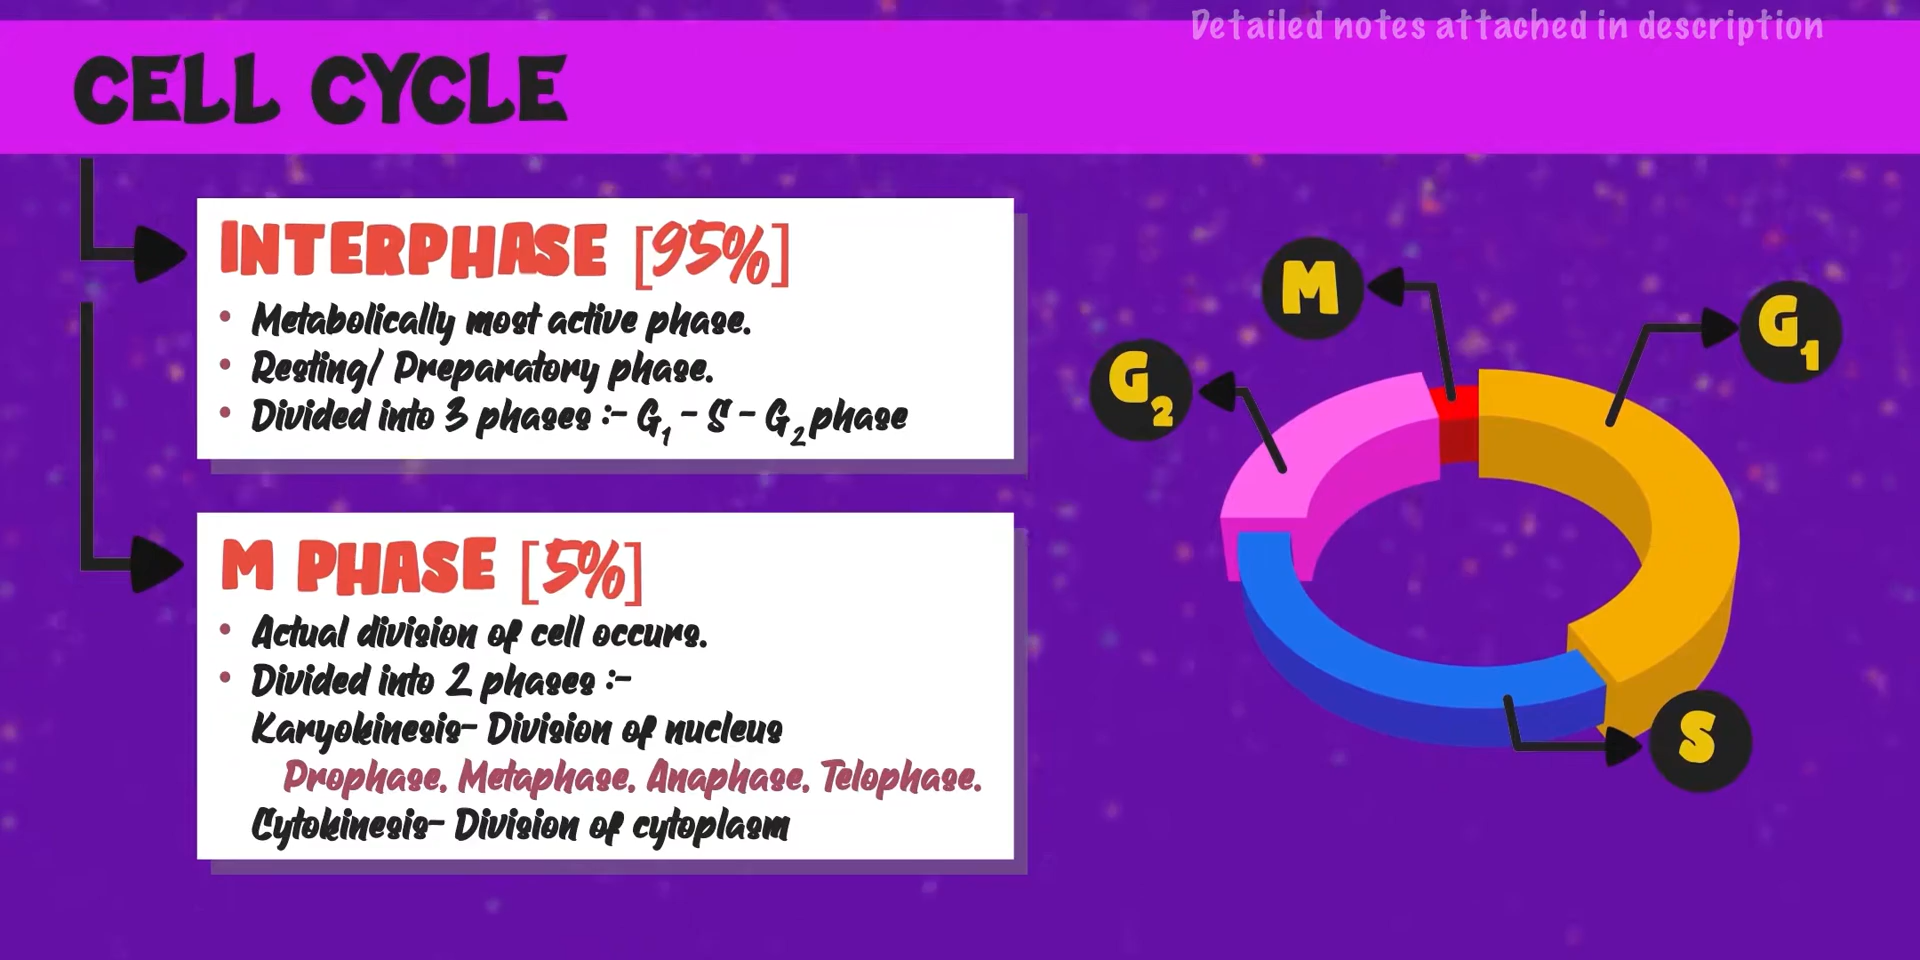 Detailed notes attached in description
CELL CYCLE
INTERPHASE [95%]
• Metabolically most active phase.
• Resting/ Preparatory phase.
• Divided into 3 phases :- G₁ - S - G₂ phase
M PHASE [5%]
• Actual division of cell occurs.
• Divided into 2 phases :-
Karyokinesis- Division of nucleus
Prophase, Metaphase, Anaphase, Telophase.
Cytokinesis- Division of cytoplasm
M
G₁
G₂
S